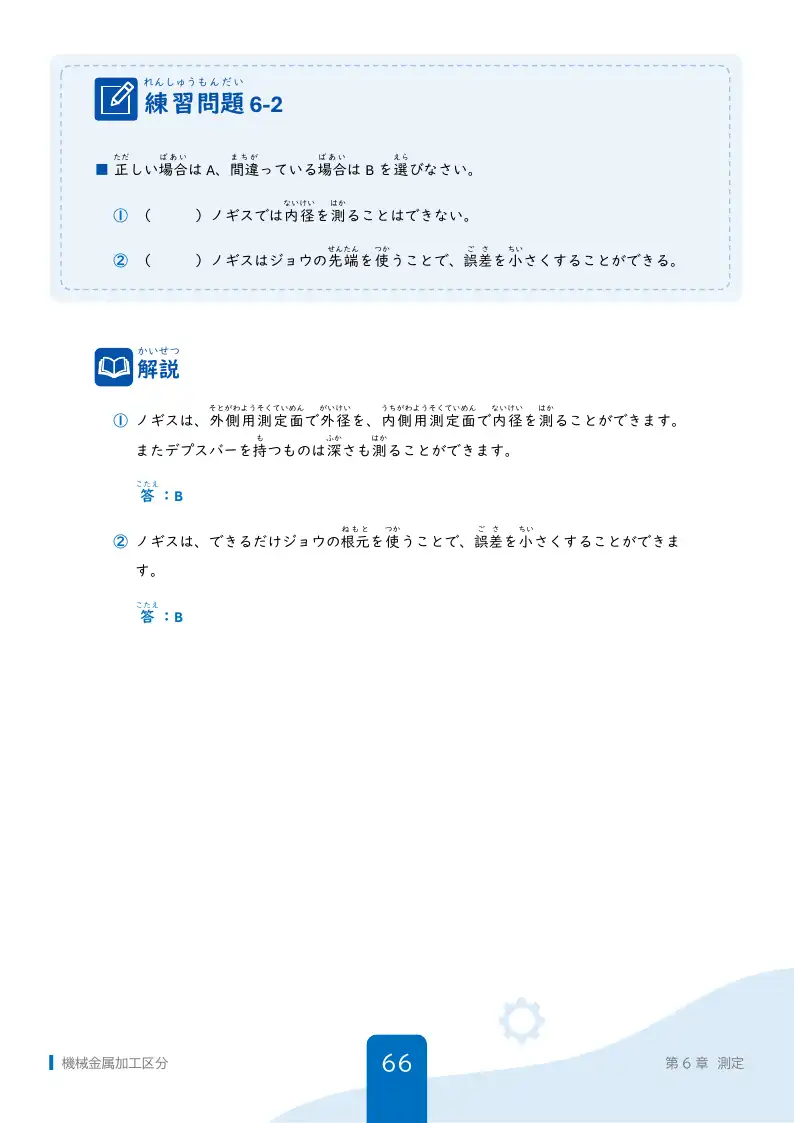 れんしゅうもんだい
練習問題 6-2
ただ ばあい まちが ばあい えら
■ 正しい場合は A、間違っている場合は B を選びなさい。
ないけい はか
① （　　　）ノギスでは内径を測ることはできない。
せんたん つか ごさ ちい
② （　　　）ノギスはジョウの先端を使うことで、誤差を小さくすることができる。
かいせつ
解説
そとがわようそくていめん がいけい うちがわようそくていめん ないけい はか
① ノギスは、外側用測定面で外径を、内側用測定面で内径を測ることができます。
も ふか はか
またデプスバーを持つものは深さも測ることができます。
こたえ
答：B
ねもと つか ごさ ちい
② ノギスは、できるだけジョウの根元を使うことで、誤差を小さくすることができま
す。
こたえ
答：B
機械金属加工区分
66
第 6 章 測定